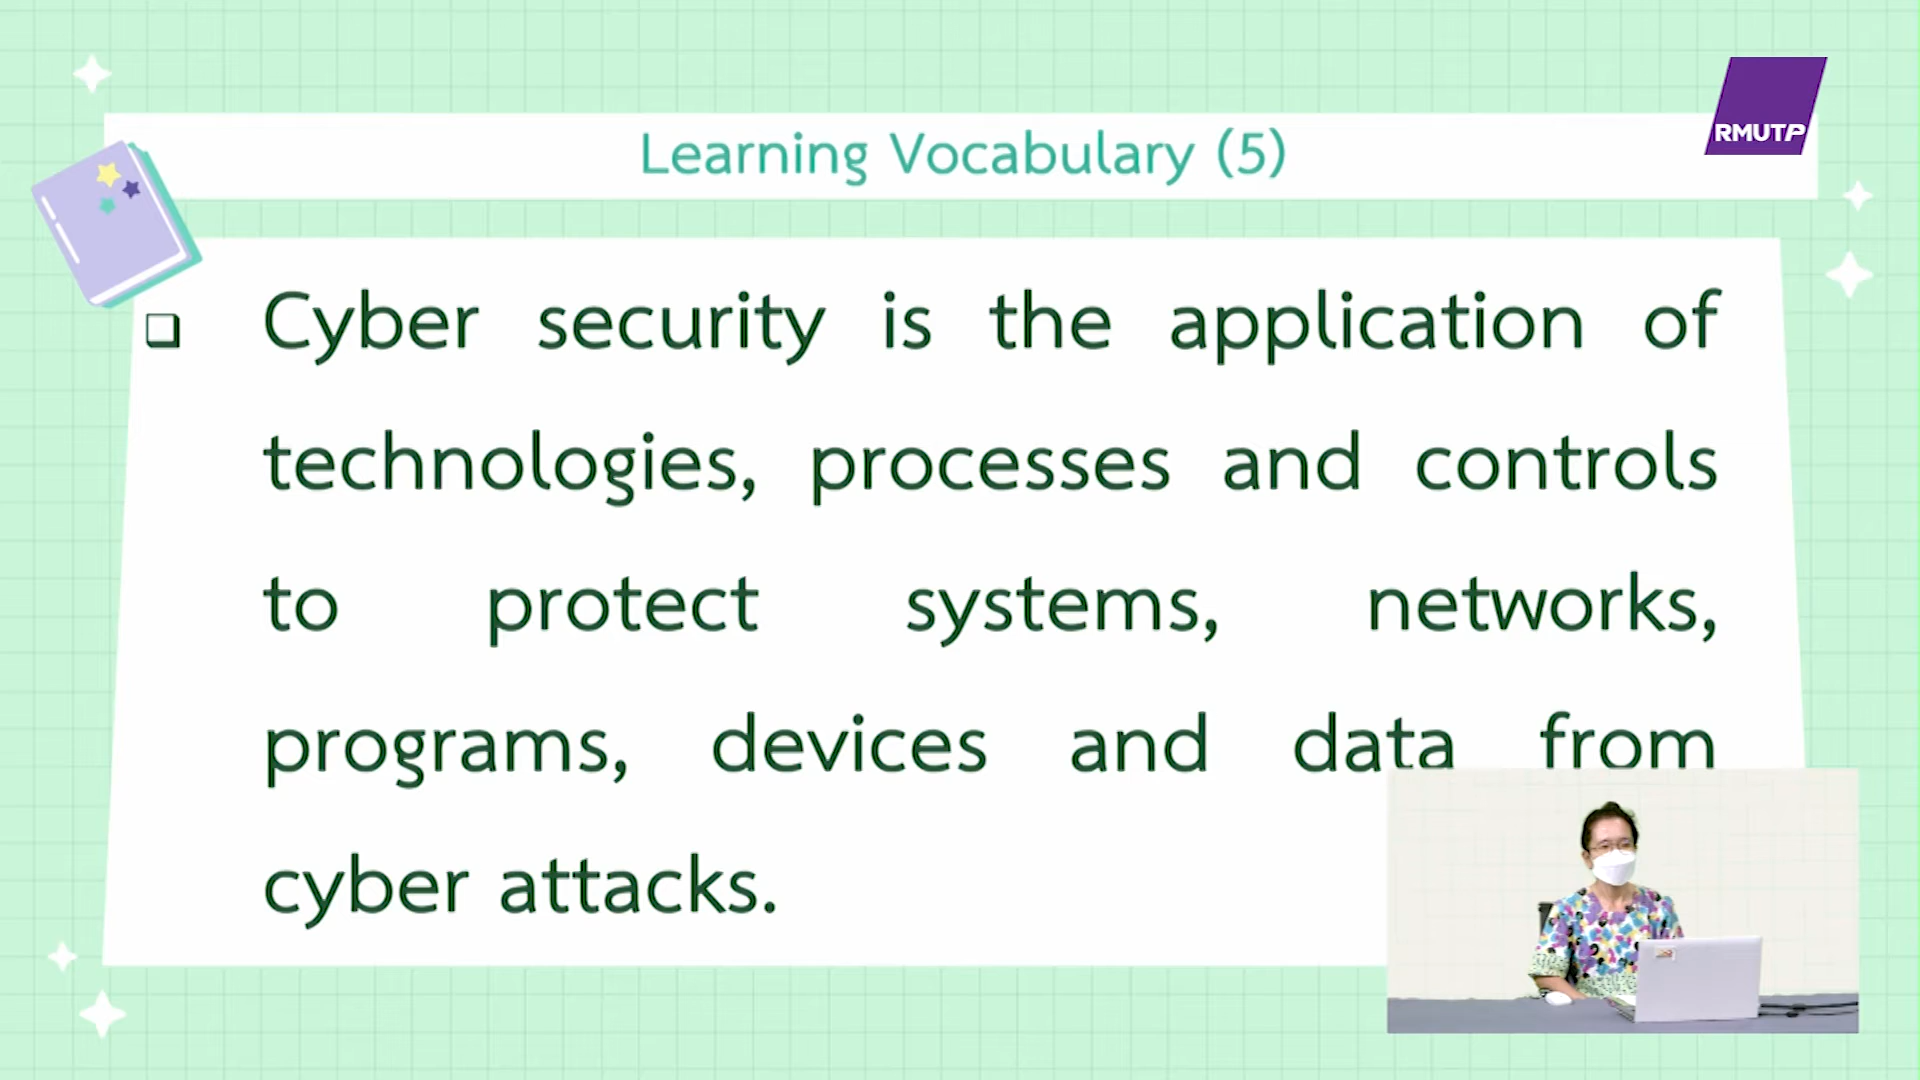 RMUTP
Learning Vocabulary (5)
Cyber security is the application of
technologies, processes and controls
to protect systems, networks,
programs, devices and data from
cyber attacks.